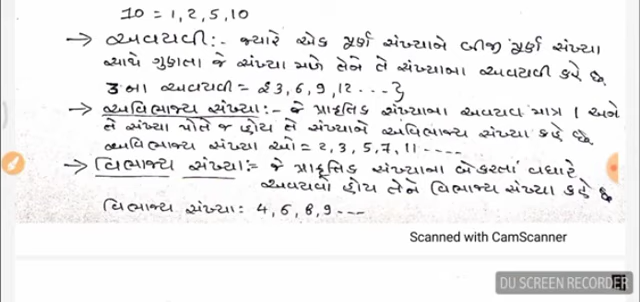 10 = 1, 2, 5, 10
→ અવયવી:- જ્યારે એક પૂર્ણ સંખ્યાને બીજી પૂર્ણ સંખ્યા
સાથે ગુણતા જે સંખ્યા મળે તેને તે સંખ્યાના અવયવી કહે છે.
3 ના અવયવી = {3, 6, 9, 12 ...}
→ અવિભાજ્ય સંખ્યા:- જે પ્રાકૃતિક સંખ્યાના અવયવ માત્ર 1 અને
તે સંખ્યા પોતે જ હોય તે સંખ્યાને અવિભાજ્ય સંખ્યા કહે છે.
અવિભાજ્ય સંખ્યા ઓ = 2, 3, 5, 7, 11 .....
→ વિભાજ્ય સંખ્યા:= જે પ્રાકૃતિક સંખ્યાના બેકરતાં વધારે
અવયવો હોય તેને વિભાજ્ય સંખ્યા કહે છે
વિભાજ્ય સંખ્યા: 4, 6, 8, 9 ...
Scanned with CamScanner
DU SCREEN RECORDER